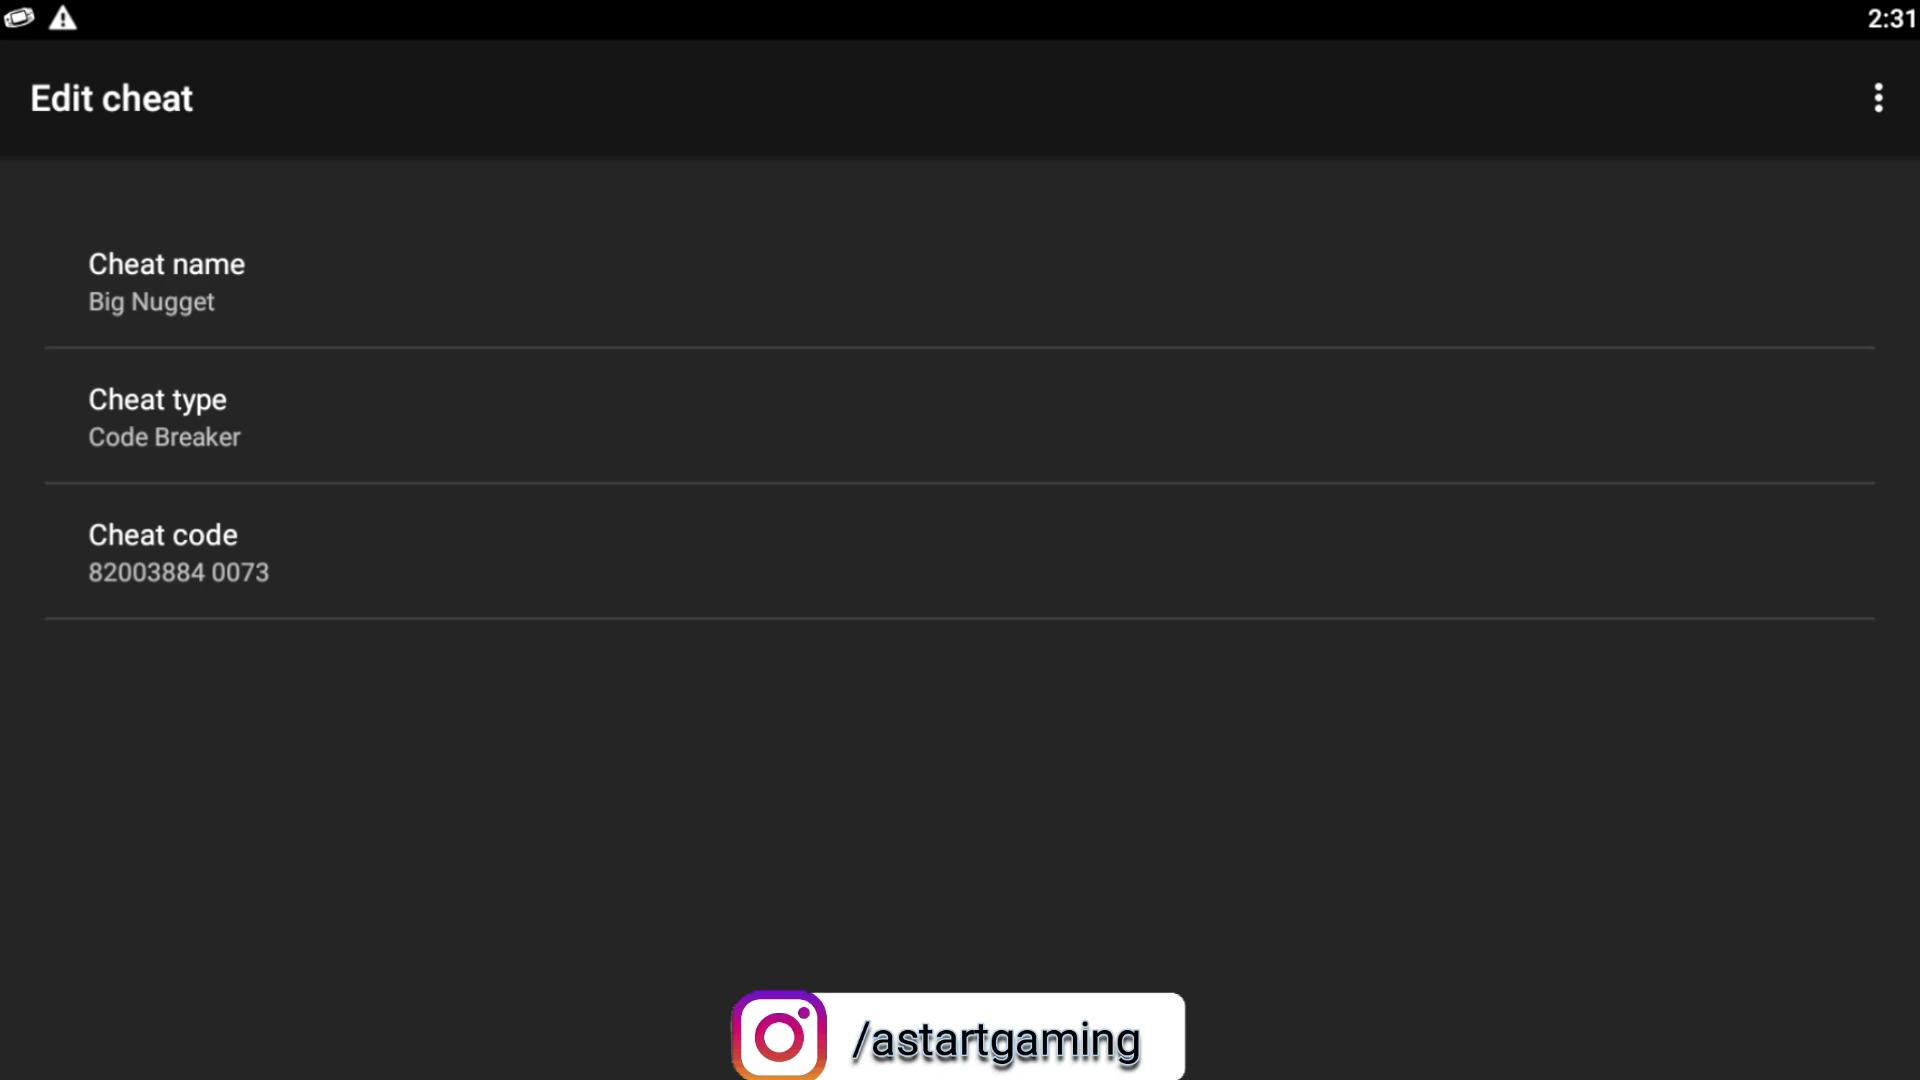 2:31
Edit cheat
Cheat name
Big Nugget
Cheat type
Code Breaker
Cheat code
82003884 0073
/astartgaming